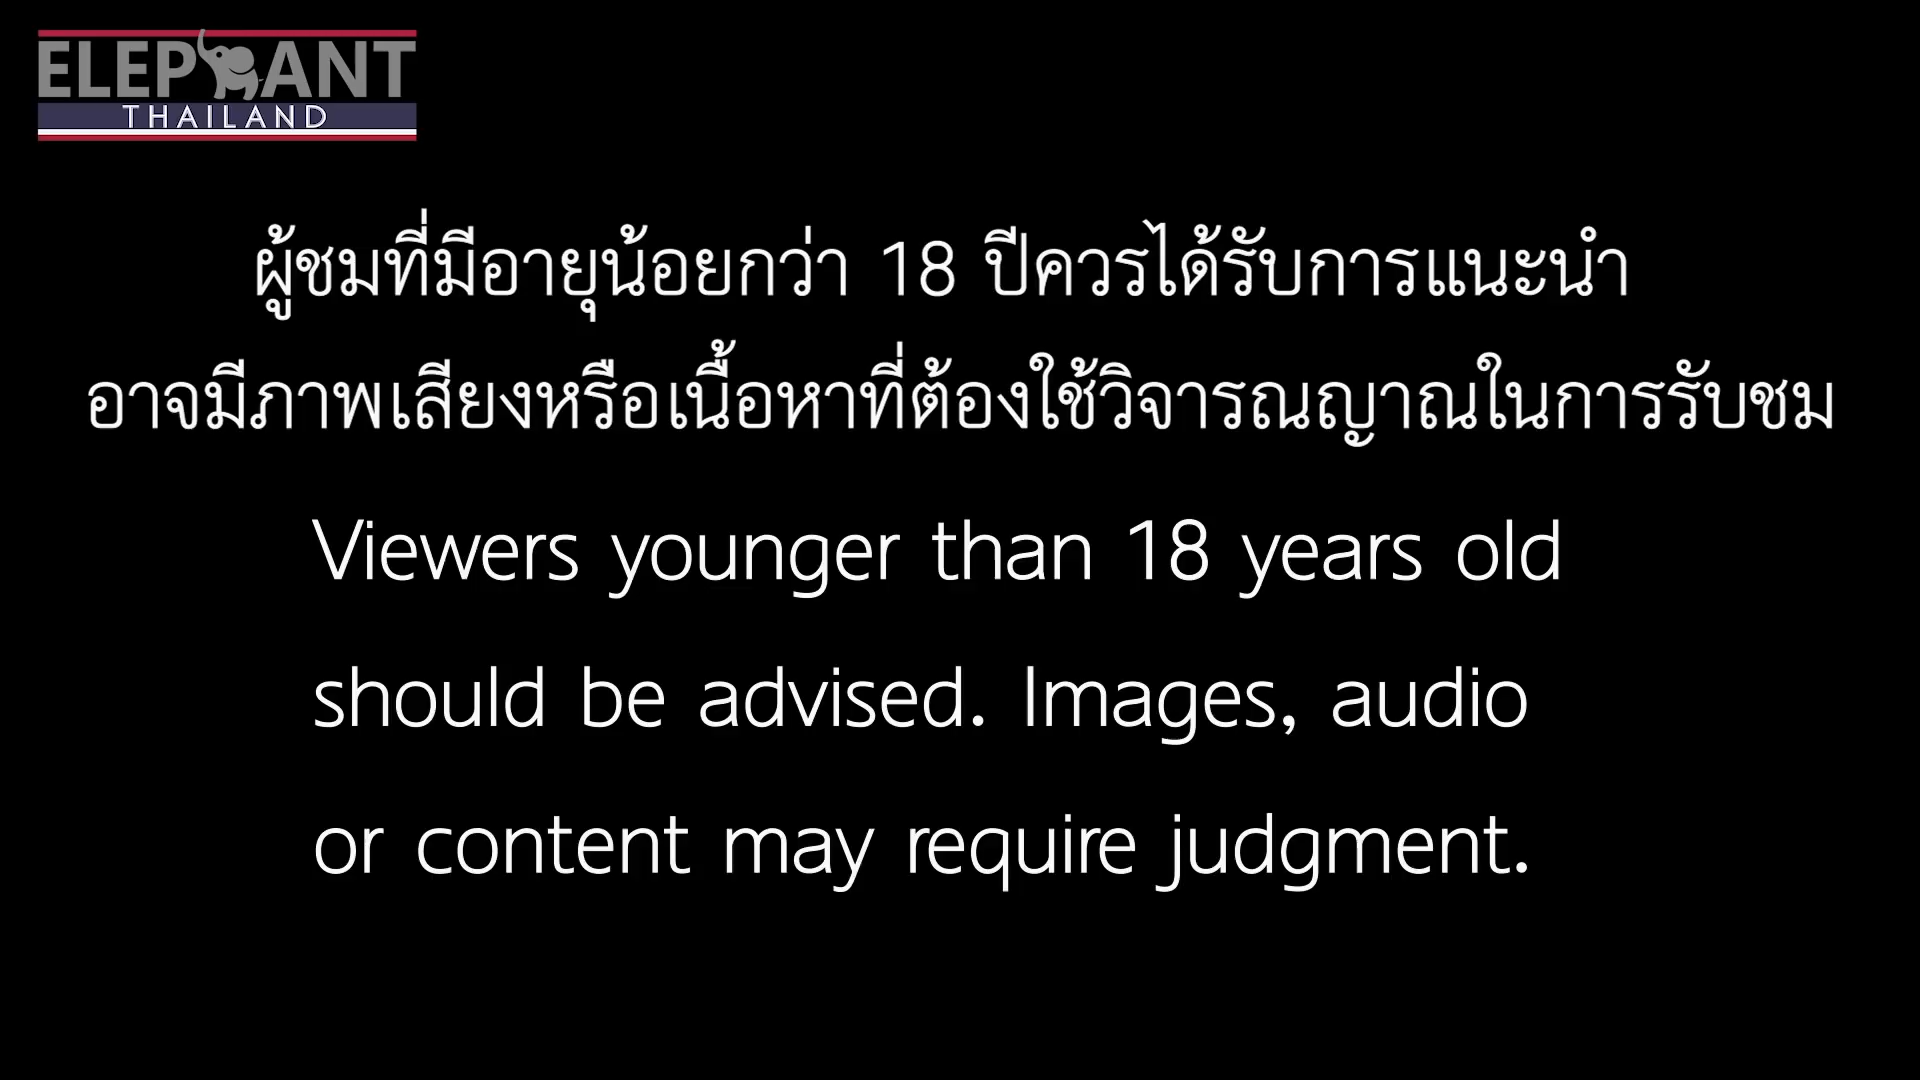 ELEPHANT
THAILAND
ผู้ชมที่มีอายุน้อยกว่า 18 ปีควรได้รับการแนะนำ
อาจมีภาพเสียงหรือเนื้อหาที่ต้องใช้วิจารณญาณในการรับชม
Viewers younger than 18 years old
should be advised. Images, audio
or content may require judgment.